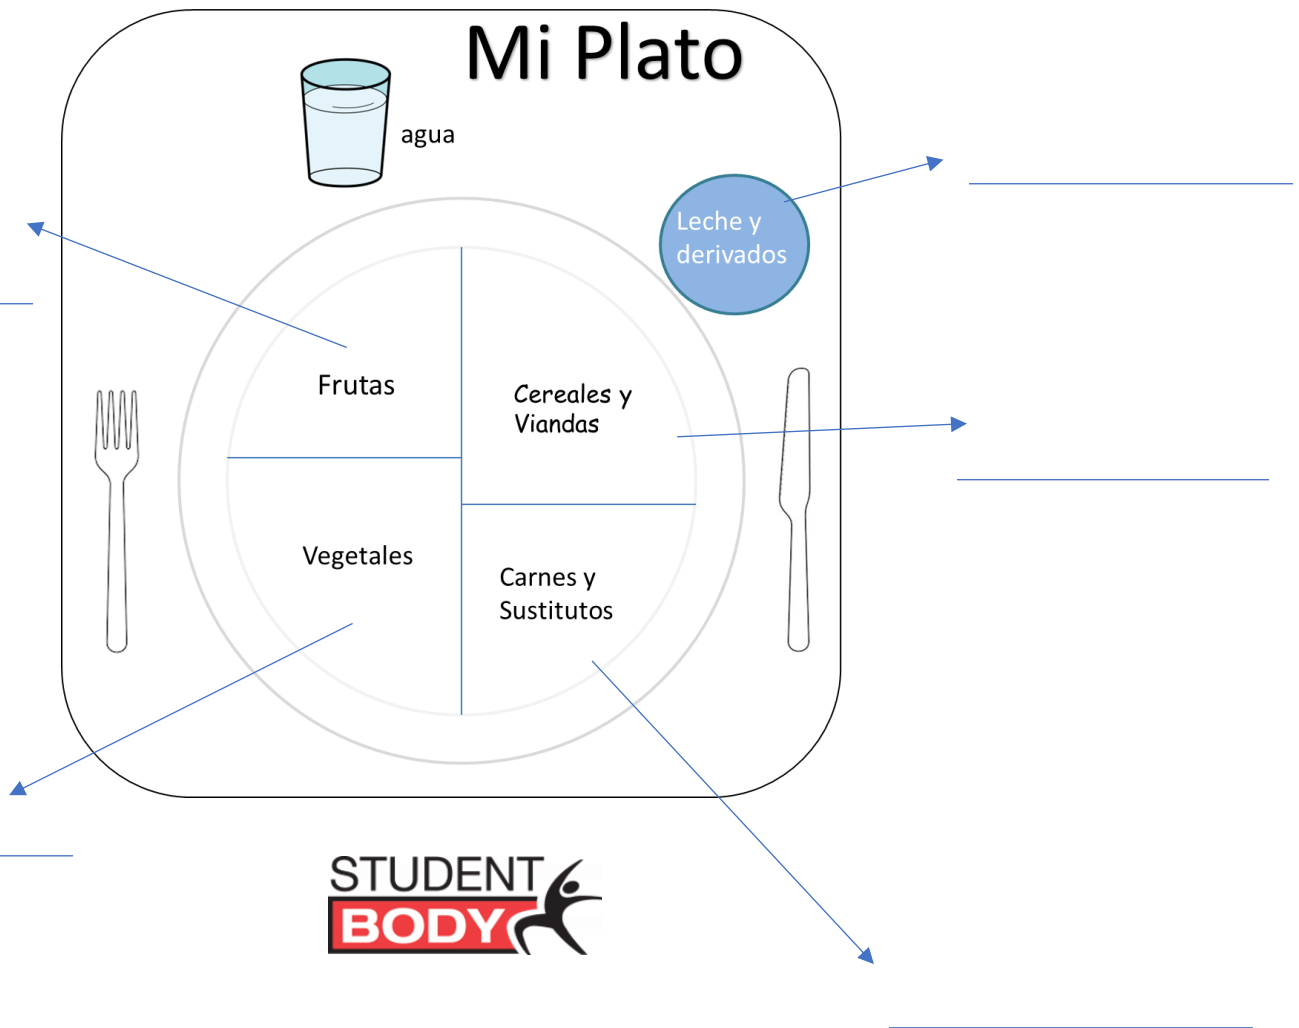 Mi Plato
agua
Leche y
derivados
Frutas
Cereales y
Viandas
Vegetales
Carnes y
Sustitutos
STUDENT
BODY